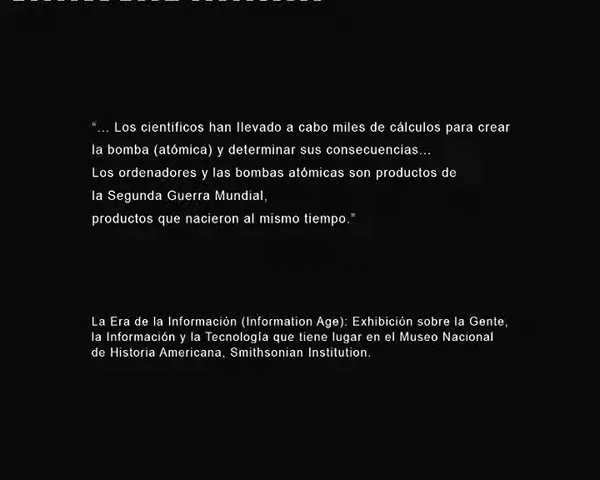 “... Los cientificos han llevado a cabo miles de cálculos para crear
la bomba (atómica) y determinar sus consecuencias...
Los ordenadores y las bombas atómicas son productos de
la Segunda Guerra Mundial,
productos que nacieron al mismo tiempo.”
La Era de la Información (Information Age): Exhibición sobre la Gente,
la Información y la Tecnología que tiene lugar en el Museo Nacional
de Historia Americana, Smithsonian Institution.